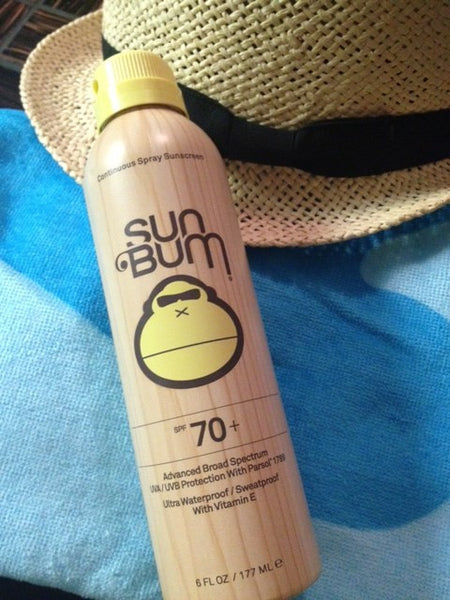 Continuous Spray Sunscreen
SUN
BUM
SPF 70+
Advanced Broad Spectrum
UVA/UVB Protection With Parsol® 1789
Ultra Waterproof / Sweatproof
With Vitamin E
6 FL OZ / 177 ML ℮